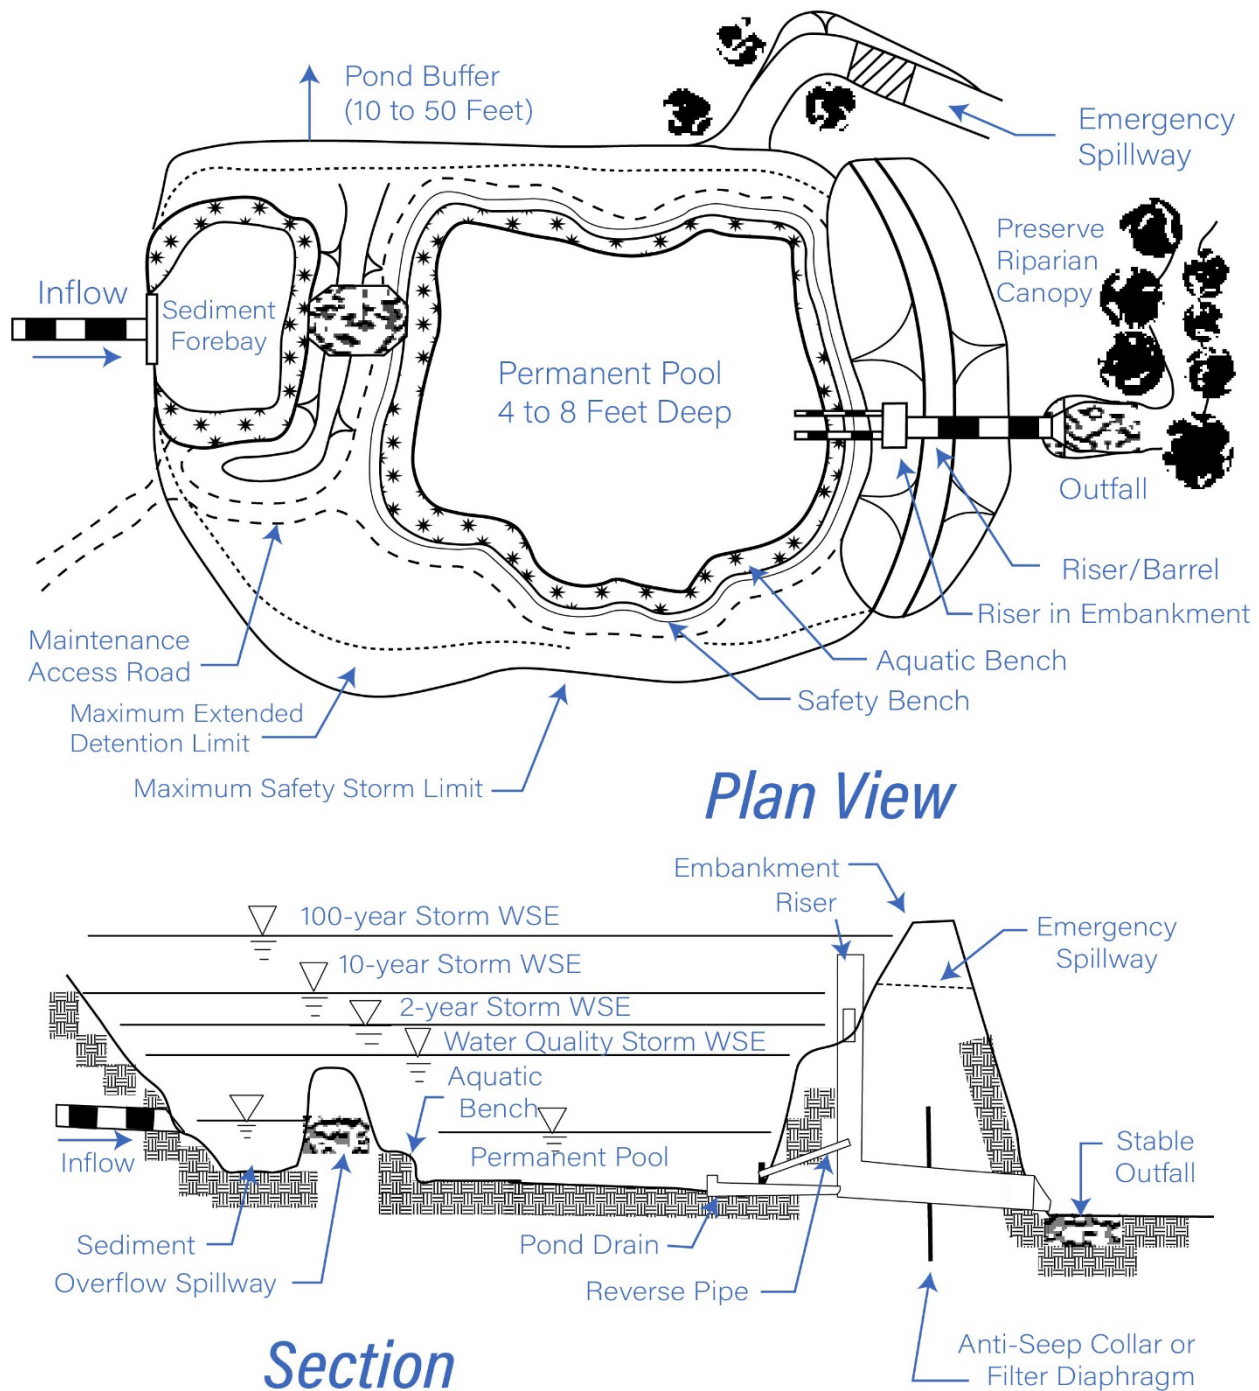 Pond Buffer
(10 to 50 Feet)
Emergency
Spillway
Preserve
Riparian
Canopy
Inflow
Sediment
Forebay
Permanent Pool
4 to 8 Feet Deep
Outfall
Riser/Barrel
Riser in Embankment
Aquatic Bench
Safety Bench
Maintenance
Access Road
Maximum Extended
Detention Limit
Maximum Safety Storm Limit
Plan View
Embankment
Riser
100-year Storm WSE
Emergency
Spillway
10-year Storm WSE
2-year Storm WSE
Water Quality Storm WSE
Aquatic
Bench
Inflow
Permanent Pool
Stable
Outfall
Sediment
Overflow Spillway
Pond Drain
Reverse Pipe
Anti-Seep Collar or
Filter Diaphragm
Section